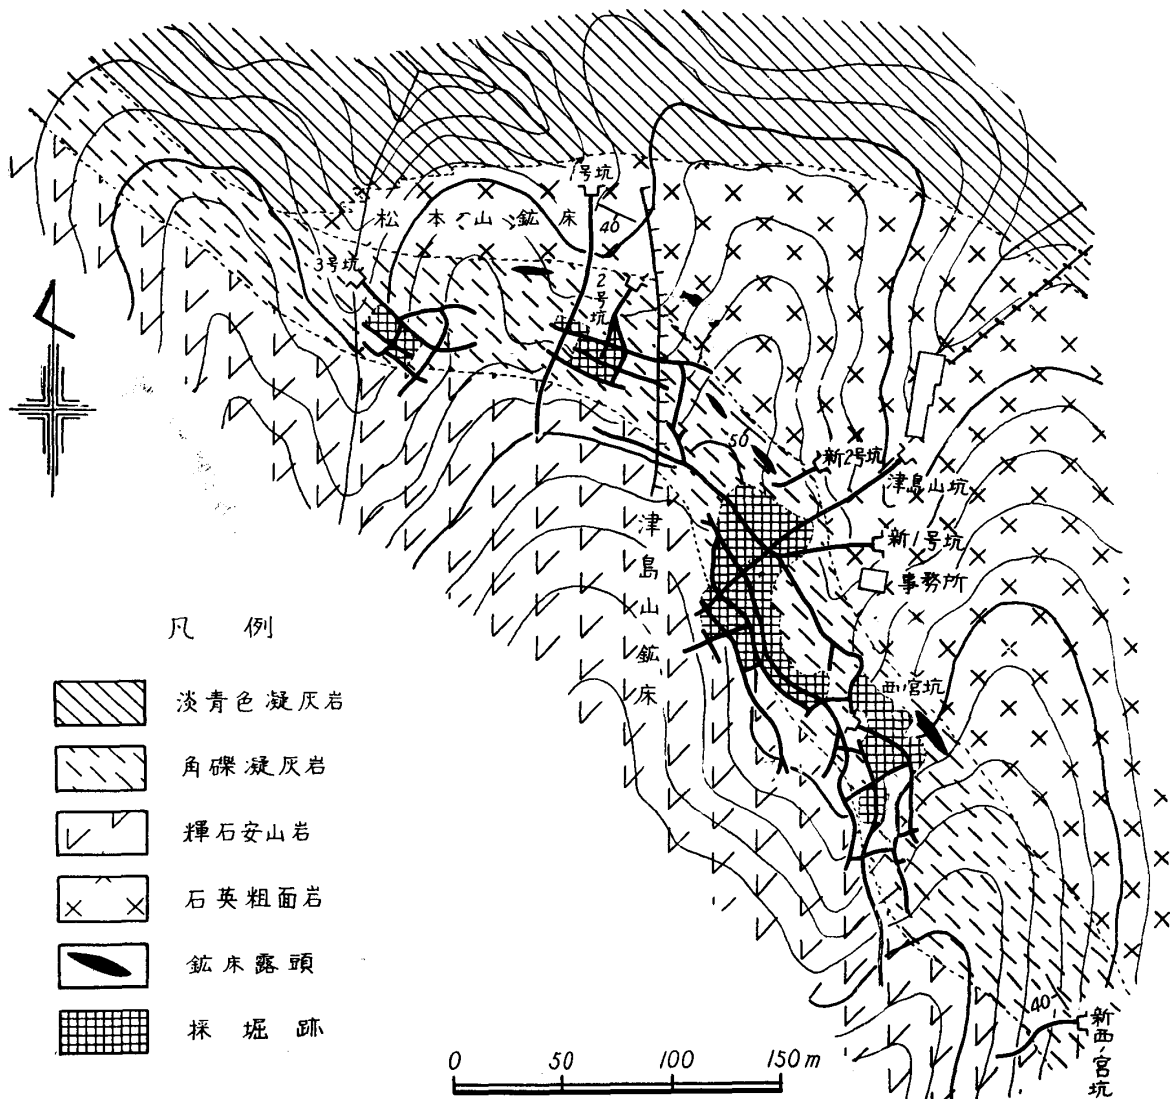 1号坑
松本山鉱床
40
3号坑
2号坑
50
新2号坑
津島山坑
新1号坑
事務所
津島山鉱床
西ノ宮坑
凡例
淡青色凝灰岩
角礫凝灰岩
輝石安山岩
石英粗面岩
鉱床露頭
採堀跡
40
新西ノ宮坑
0 50 100 150m